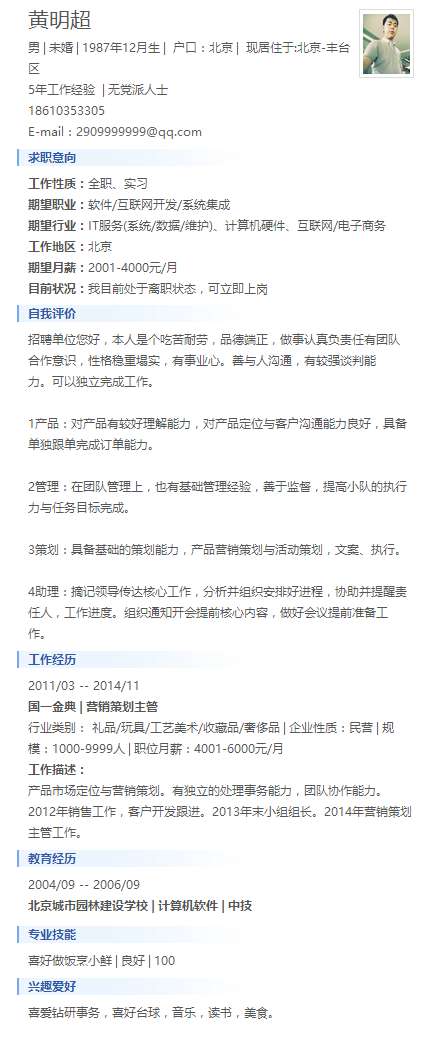 黄明超
男 | 未婚 | 1987年12月生 | 户口：北京 | 现居住于:北京-丰台
区
5年工作经验 | 无党派人士
18610353305
E-mail：2909999999@qq.com
求职意向
工作性质：全职、实习
期望职业：软件/互联网开发/系统集成
期望行业：IT服务(系统/数据/维护)、计算机硬件、互联网/电子商务
工作地区：北京
期望月薪：2001-4000元/月
目前状况：我目前处于离职状态，可立即上岗
自我评价
招聘单位您好，本人是个吃苦耐劳，品德端正，做事认真负责任有团队
合作意识，性格稳重塌实，有事业心。善与人沟通，有较强谈判能
力。可以独立完成工作。
1产品：对产品有较好理解能力，对产品定位与客户沟通能力良好，具备
单独跟单完成订单能力。
2管理：在团队管理上，也有基础管理经验，善于监督，提高小队的执行
力与任务目标完成。
3策划：具备基础的策划能力，产品营销策划与活动策划，文案、执行。
4助理：摘记领导传达核心工作，分析并组织安排好进程，协助并提醒责
任人，工作进度。组织通知开会提前核心内容，做好会议提前准备工
作。
工作经历
2011/03 -- 2014/11
国一金典 | 营销策划主管
行业类别： 礼品/玩具/工艺美术/收藏品/奢侈品 | 企业性质：民营 | 规
模：1000-9999人 | 职位月薪：4001-6000元/月
工作描述：
产品市场定位与营销策划。有独立的处理事务能力，团队协作能力。
2012年销售工作，客户开发跟进。2013年末小组组长。2014年营销策划
主管工作。
教育经历
2004/09 -- 2006/09
北京城市园林建设学校 | 计算机软件 | 中技
专业技能
喜好做饭烹小鲜 | 良好 | 100
兴趣爱好
喜爱钻研事务，喜好台球，音乐，读书，美食。